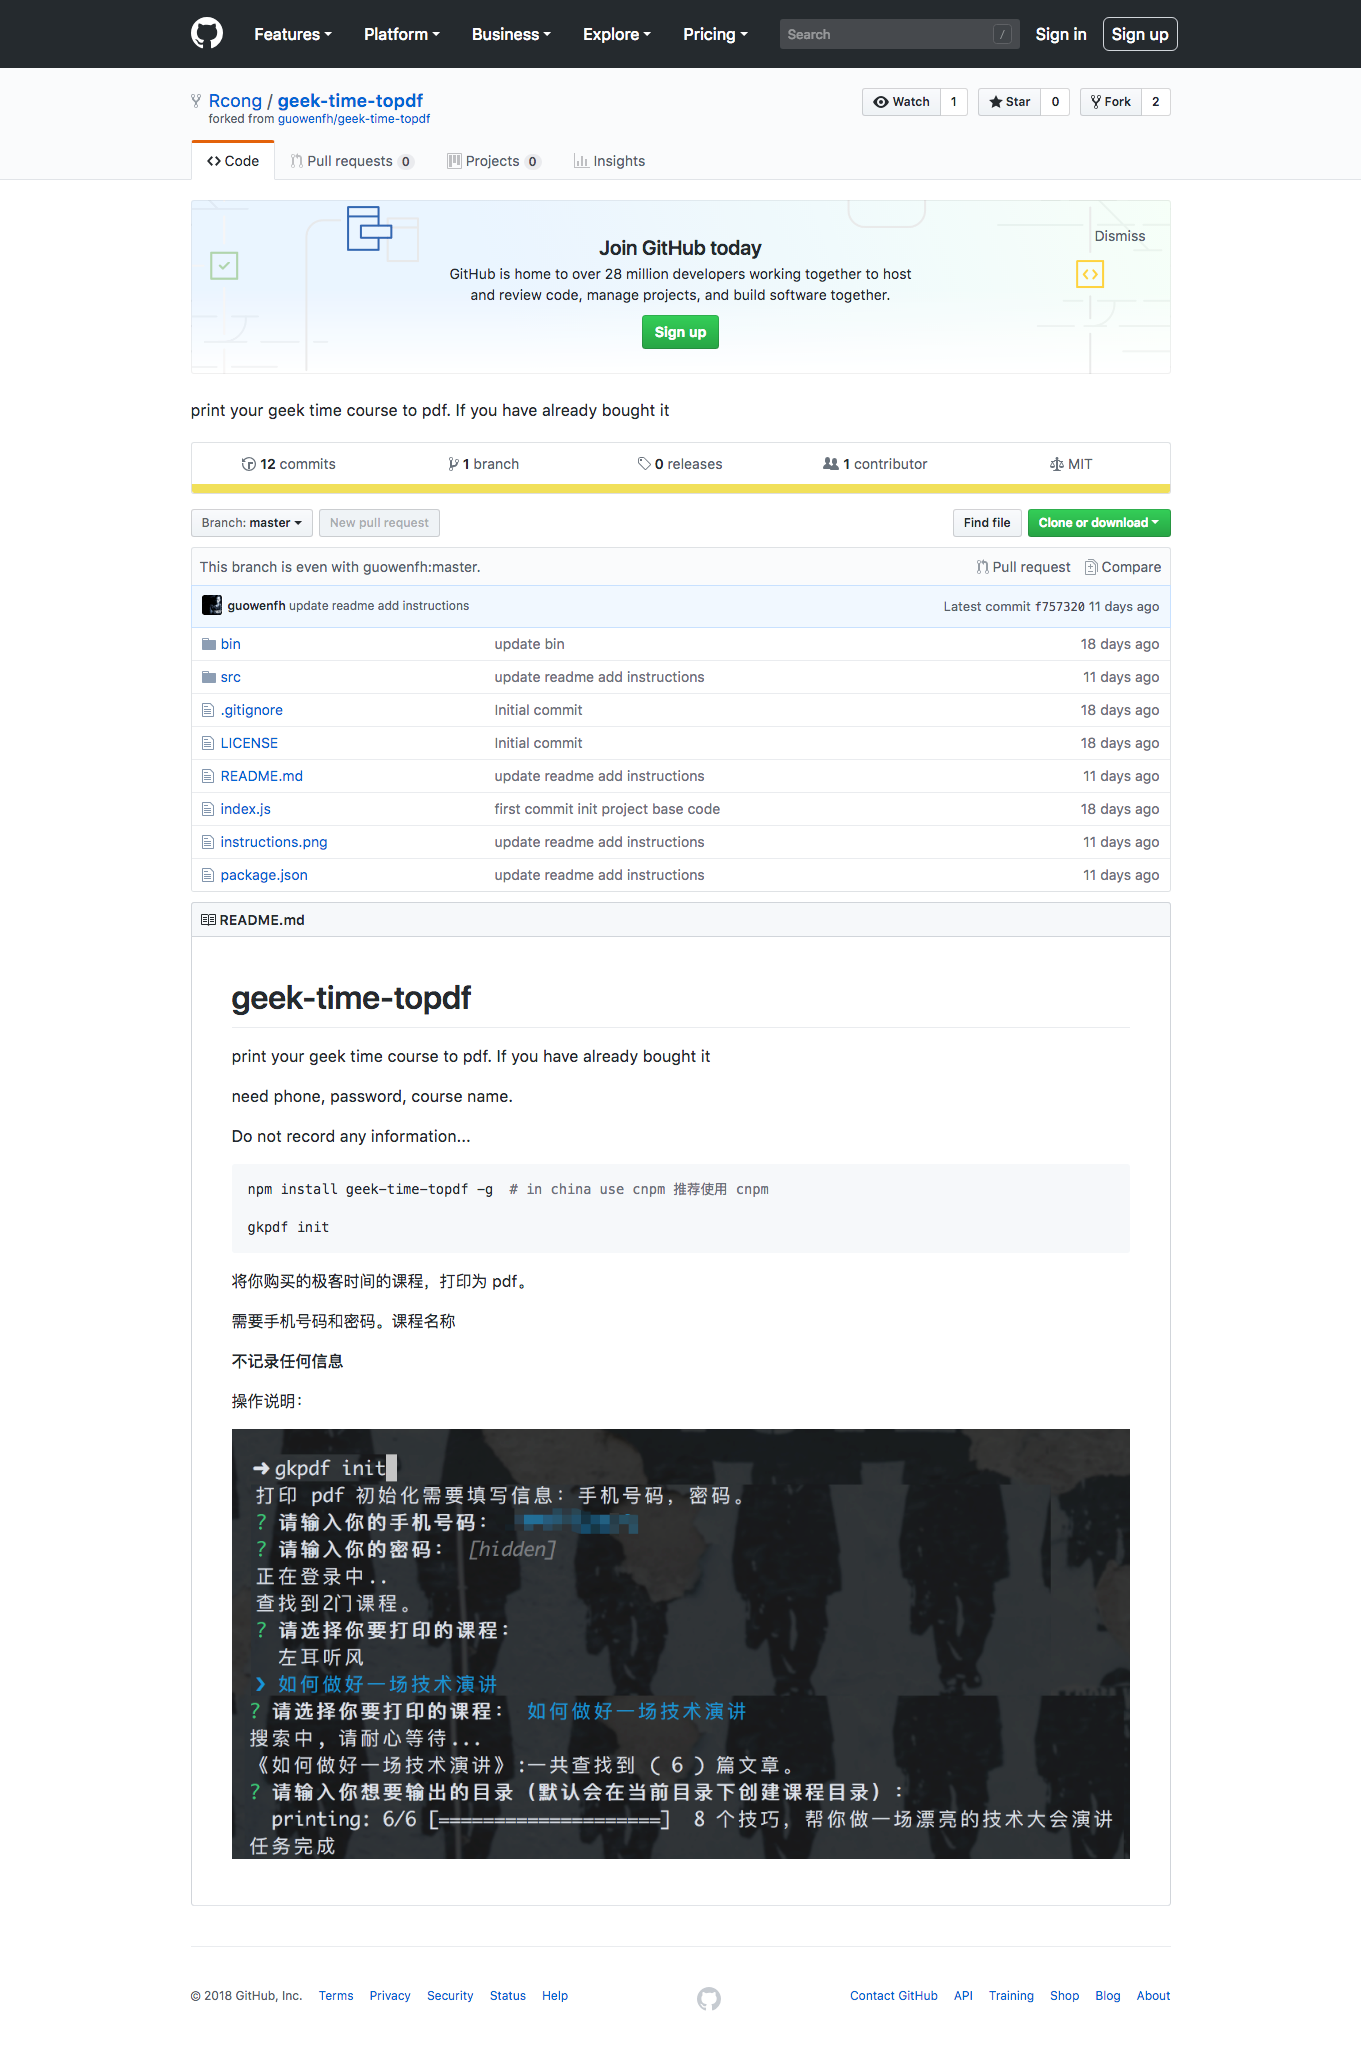 Features Platform Business Explore Pricing Search / Sign in Sign up
Rcong / geek-time-topdf
forked from guowenfh/geek-time-topdf
Watch 1 Star 0 Fork 2
Code Pull requests 0 Projects 0 Insights
Dismiss
Join GitHub today
GitHub is home to over 28 million developers working together to host
and review code, manage projects, and build software together.
Sign up
print your geek time course to pdf. If you have already bought it
12 commits 1 branch 0 releases 1 contributor MIT
Branch: master New pull request Find file Clone or download
This branch is even with guowenfh:master. Pull request Compare
guowenfh update readme add instructions Latest commit f757320 11 days ago
bin update bin 18 days ago
src update readme add instructions 11 days ago
.gitignore Initial commit 18 days ago
LICENSE Initial commit 18 days ago
README.md update readme add instructions 11 days ago
index.js first commit init project base code 18 days ago
instructions.png update readme add instructions 11 days ago
package.json update readme add instructions 11 days ago
README.md
geek-time-topdf
print your geek time course to pdf. If you have already bought it
need phone, password, course name.
Do not record any information...
npm install geek-time-topdf -g # in china use cnpm 推荐使用 cnpm
gkpdf init
将你购买的极客时间的课程，打印为 pdf。
需要手机号码和密码。课程名称
不记录任何信息
操作说明：
➜ gkpdf init
打印 pdf 初始化需要填写信息：手机号码，密码。
? 请输入你的手机号码：
? 请输入你的密码： [hidden]
正在登录中..
查找到2门课程。
? 请选择你要打印的课程：
左耳听风
❯ 如何做好一场技术演讲
? 请选择你要打印的课程： 如何做好一场技术演讲
搜索中，请耐心等待...
《如何做好一场技术演讲》:一共查找到 ( 6 ) 篇文章。
? 请输入你想要输出的目录（默认会在当前目录下创建课程目录）：
printing: 6/6 [====================] 8 个技巧，帮你做一场漂亮的技术大会演讲
任务完成
© 2018 GitHub, Inc. Terms Privacy Security Status Help Contact GitHub API Training Shop Blog About